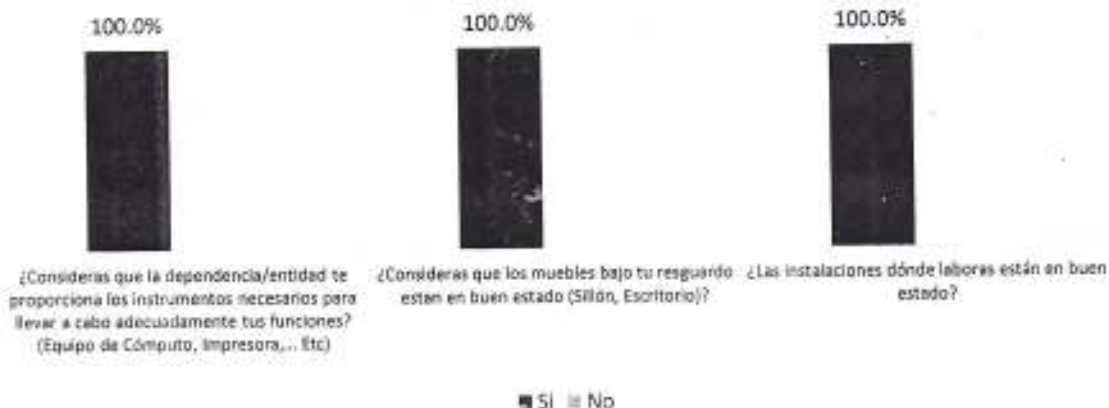 100.0%
100.0%
100.0%
¿Consideras que la dependencia/entidad te
proporciona los instrumentos necesarios para
llevar a cabo adecuadamente tus funciones?
(Equipo de Cómputo, Impresora,... Etc)
¿Consideras que los muebles bajo tu resguardo
estan en buen estado (Sillón, Escritorio)?
¿Las instalaciones dónde laboras están en buen
estado?
Si No